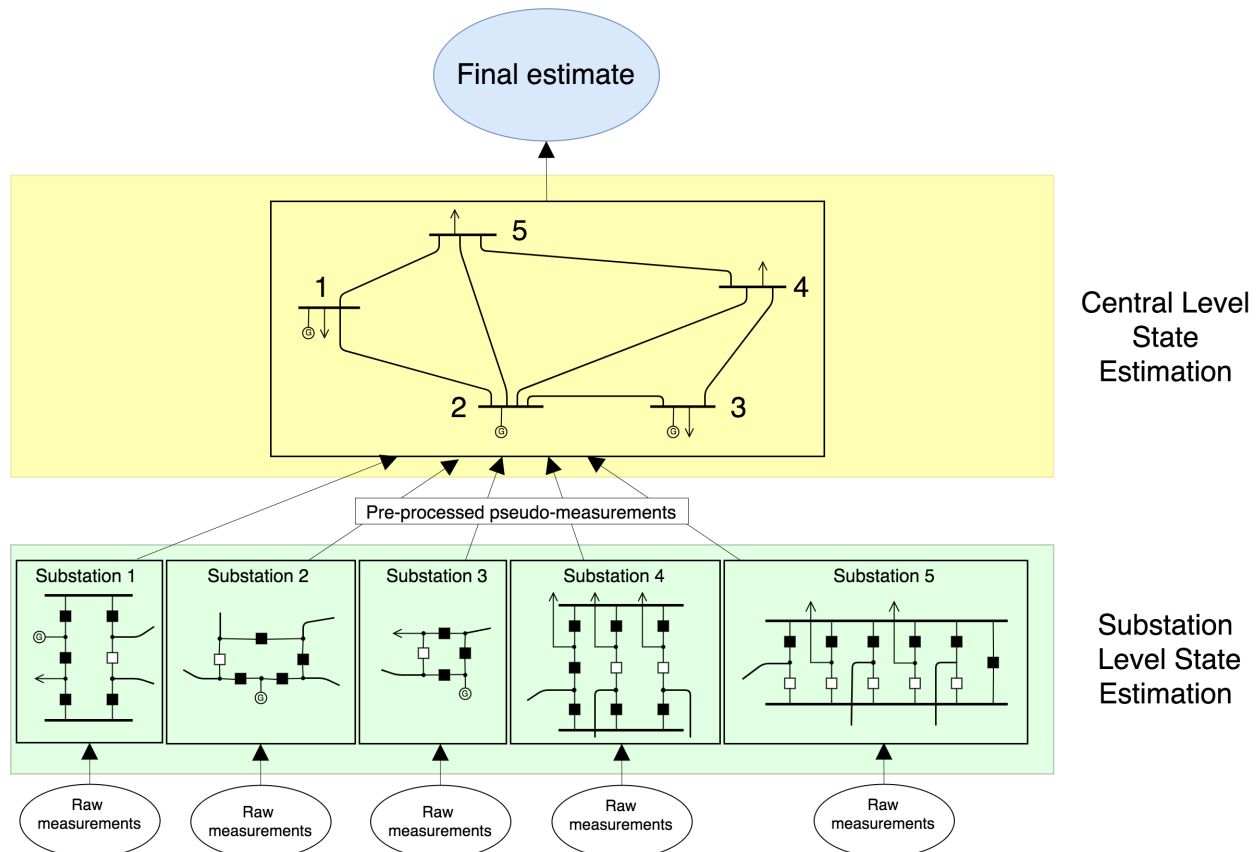 Final estimate
5
1
4
G
2
3
G
G
Central Level
State
Estimation
Pre-processed pseudo-measurements
Substation 1
Substation 2
Substation 3
Substation 4
Substation 5
G
G
G
Substation
Level State
Estimation
Raw
measurements
Raw
measurements
Raw
measurements
Raw
measurements
Raw
measurements